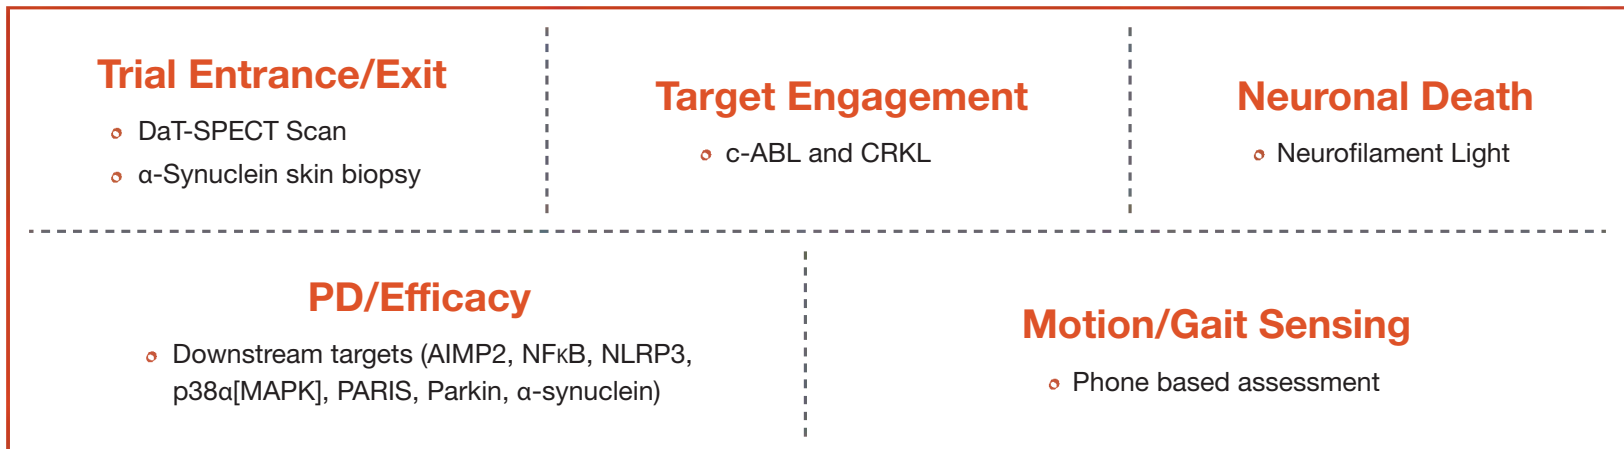 Trial Entrance/Exit
DaT-SPECT Scan
α-Synuclein skin biopsy
Target Engagement
c-ABL and CRKL
Neuronal Death
Neurofilament Light
PD/Efficacy
Downstream targets (AIMP2, NFκB, NLRP3,
p38α[MAPK], PARIS, Parkin, α-synuclein)
Motion/Gait Sensing
Phone based assessment